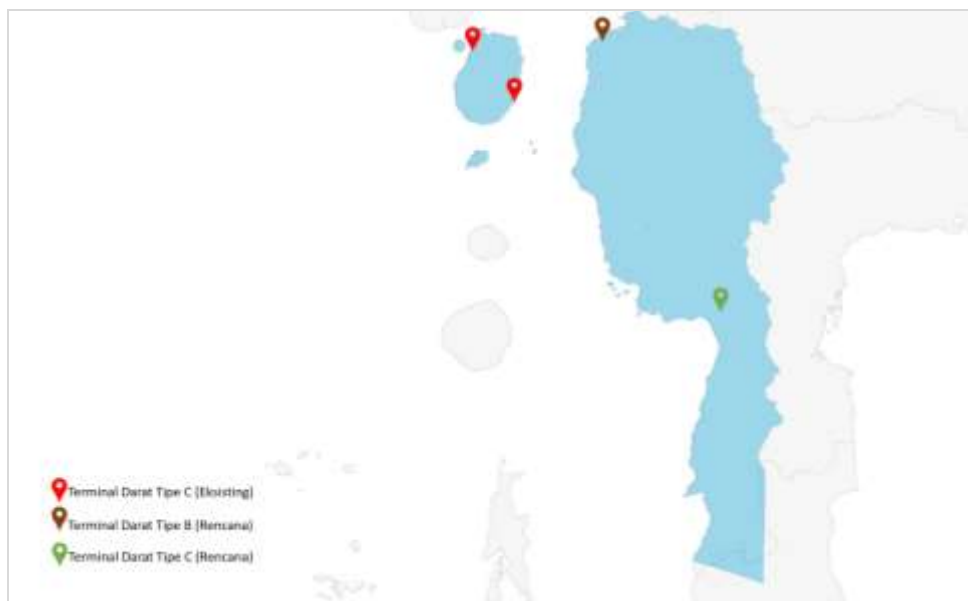 Terminal Darat Tipe C (Eksisting)
Terminal Darat Tipe B (Rencana)
Terminal Darat Tipe C (Rencana)